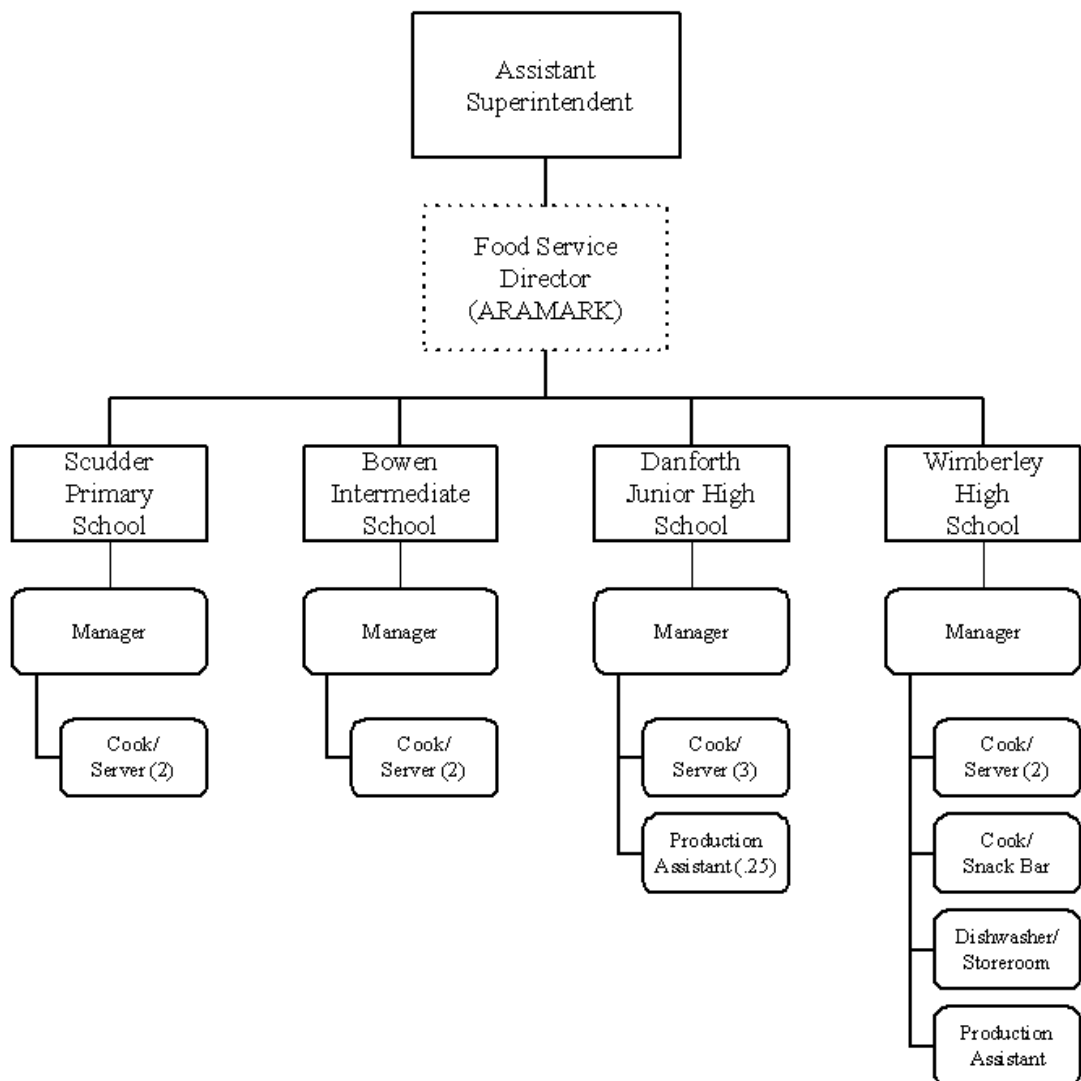 Assistant
Superintendent
Food Service
Director
(ARAMARK)
Scudder
Primary
School
Bowen
Intermediate
School
Danforth
Junior High
School
Wimberley
High
School
Manager
Manager
Manager
Manager
Cook/
Server (2)
Cook/
Server (2)
Cook/
Server (3)
Cook/
Server (2)
Production
Assistant (.25)
Cook/
Snack Bar
Dishwasher/
Storeroom
Production
Assistant